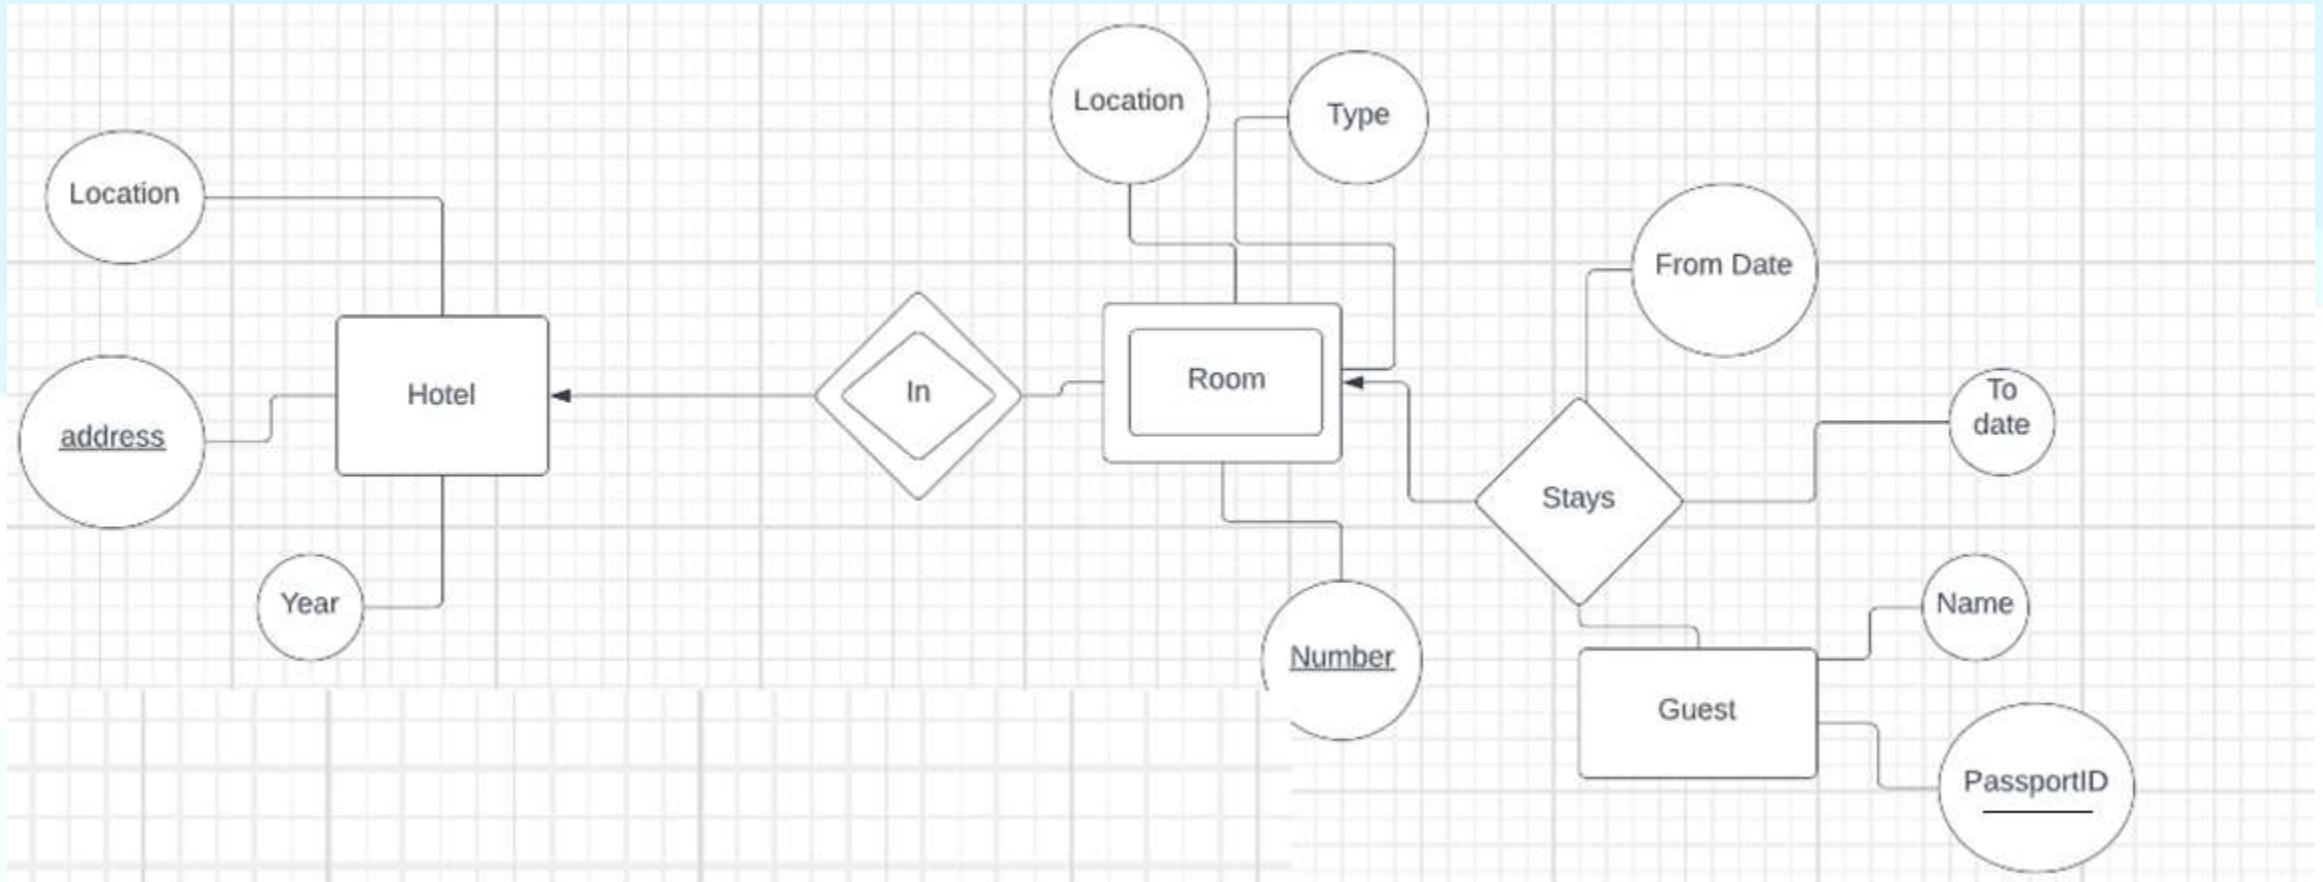 Location
Type
Location
From Date
Hotel
In
Room
To
date
address
Stays
Year
Name
Number
Guest
PassportID